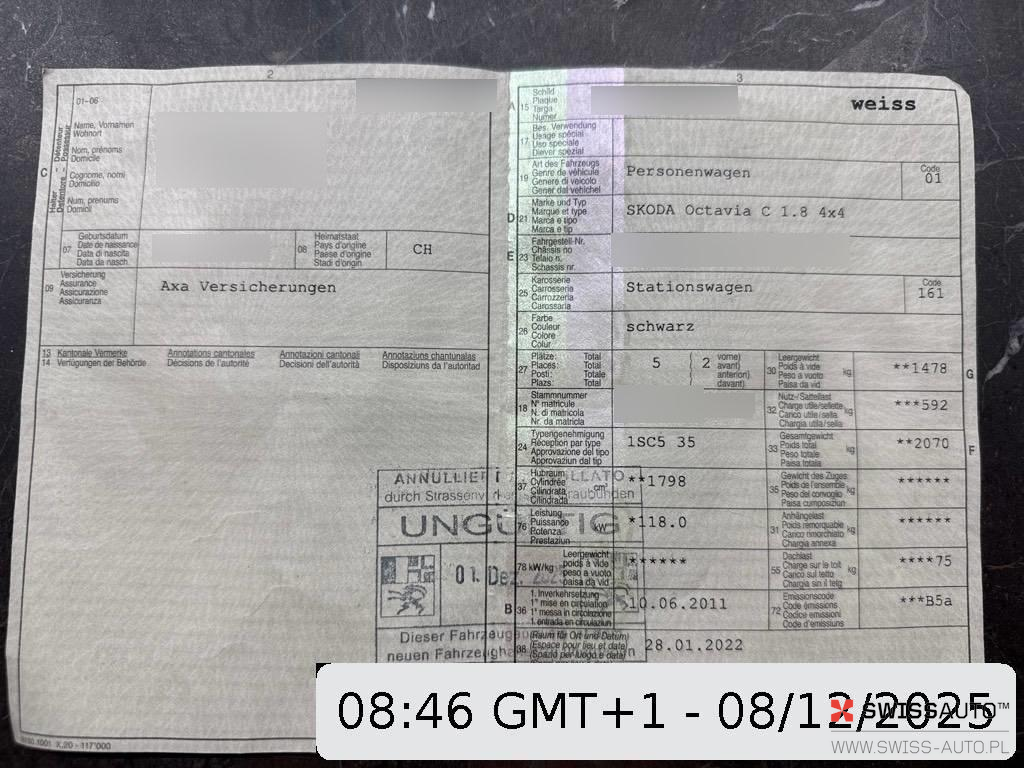 2
01-06
Name, Vornamen
Wohnort
Nom, prénoms
Domicile
Cognome, nomi
Domicilio
Num, prenums
Domicil
C
Halter - Détenteur
Detentore - Possessur
07
Geburtsdatum
Date de naissance
Data di nascita
Data da nasch.
08
Heimatstaat
Pays d'origine
Paese d'origine
Stadi d'origin
CH
09
Versicherung
Assurance
Assicurazione
Assicuranza
Axa Versicherungen
13 Kantonale Vermerke Annotations cantonales Annotazioni cantonali Annotaziuns chantunalas
14 Verfügungen der Behörde Décisions de l'autorité Decisioni dell'autorità Disposiziuns da l'autoritad
3
A 15
Schild
Plaque
Targa
Numer
weiss
17
Bes. Verwendung
Usage spécial
Uso speciale
Diever spezial
19
Art des Fahrzeugs
Genre de véhicule
Genere di veicolo
Gener dal vehichel
Personenwagen
Code
01
D 21
Marke und Typ
Marque et type
Marca e tipo
Marca e tip
SKODA Octavia C 1.8 4x4
E 23
Fahrgestell-Nr.
Châssis no
Telaio n.
Schassis nr.
25
Karosserie
Carrosserie
Carrozzeria
Carossaria
Stationswagen
Code
161
26
Farbe
Couleur
Colore
Colur
schwarz
27
Plätze: Total
Places: Total
Posti: Totale
Plazs: Total
5 { 2
vorne)
avant)
anteriori)
davant)
30
Leergewicht
Poids à vide
Peso a vuoto
Paisa da vid
kg
**1478
G
18
Stammnummer
N° matricule
N. di matricola
Nr. da matricla
32
Nutz-/Sattellast
Charge utile/sellette
Carico utile/sella
Chargia utila/sella
kg
***592
24
Typengenehmigung
Réception par type
Approvazione del tipo
Approvaziun dal tip
1SC5 35
33
Gesamtgewicht
Poids total
Peso totale
Paisa totala
kg
**2070
F
37
Hubraum
Cylindrée
Cilindrata
Cilindrada
cm³
**1798
35
Gewicht des Zuges
Poids de l'ensemble
Peso del convoglio
Paisa cumposiziun
kg
******
76
Leistung
Puissance
Potenza
Prestaziun
kW
*118.0
31
Anhängelast
Poids remorquable
Carico rimorchiato
Chargia annexa
kg
******
78 kW/kg
Leergewicht
poids à vide
peso a vuoto
paisa da vid
******
55
Dachlast
Charge sur le toit
Carico sul tetto
Chargia sin il tetg
kg
****75
B 36
1. Inverkehrsetzung
1re mise en circulation
1a messa in circolazione
1. entrada en circulaziun
10.06.2011
72
Emissionscode
Code émissions
Codice emissioni
Code d'emissiuns
***B5a
38
(Raum für Ort und Datum)
(Espace pour lieu et date)
(Spazio per luogo e data)
28.01.2022
ANNULLIERT
durch Strassenv
raubünden
UNGÜLTIG
01. Dez.
Dieser Fahrzeug
neuen Fahrzeug
X.20 - 117'000
08:46 GMT+1 - 08/12/2025
SWISSAUTO™
WWW.SWISS-AUTO.PL